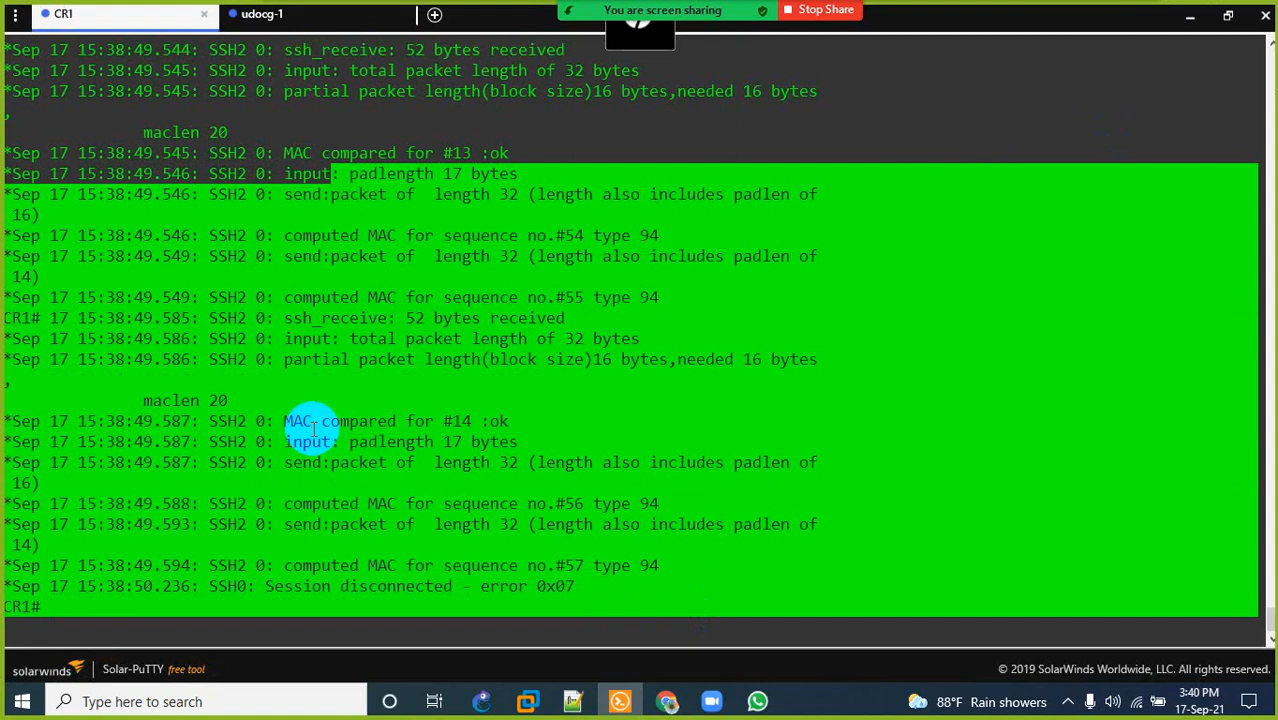 CR1
udocg-1
You are screen sharing
Stop Share
*Sep 17 15:38:49.544: SSH2 0: ssh_receive: 52 bytes received
*Sep 17 15:38:49.545: SSH2 0: input: total packet length of 32 bytes
*Sep 17 15:38:49.545: SSH2 0: partial packet length(block size)16 bytes,needed 16 bytes
,
maclen 20
*Sep 17 15:38:49.545: SSH2 0: MAC compared for #13 :ok
*Sep 17 15:38:49.546: SSH2 0: input: padlength 17 bytes
*Sep 17 15:38:49.546: SSH2 0: send:packet of  length 32 (length also includes padlen of
16)
*Sep 17 15:38:49.546: SSH2 0: computed MAC for sequence no.#54 type 94
*Sep 17 15:38:49.549: SSH2 0: send:packet of  length 32 (length also includes padlen of
14)
*Sep 17 15:38:49.549: SSH2 0: computed MAC for sequence no.#55 type 94
CR1# 17 15:38:49.585: SSH2 0: ssh_receive: 52 bytes received
*Sep 17 15:38:49.586: SSH2 0: input: total packet length of 32 bytes
*Sep 17 15:38:49.586: SSH2 0: partial packet length(block size)16 bytes,needed 16 bytes
,
maclen 20
*Sep 17 15:38:49.587: SSH2 0: MAC compared for #14 :ok
*Sep 17 15:38:49.587: SSH2 0: input: padlength 17 bytes
*Sep 17 15:38:49.587: SSH2 0: send:packet of  length 32 (length also includes padlen of
16)
*Sep 17 15:38:49.588: SSH2 0: computed MAC for sequence no.#56 type 94
*Sep 17 15:38:49.593: SSH2 0: send:packet of  length 32 (length also includes padlen of
14)
*Sep 17 15:38:49.594: SSH2 0: computed MAC for sequence no.#57 type 94
*Sep 17 15:38:50.236: SSH0: Session disconnected - error 0x07
CR1#
solarwinds Solar-PuTTY free tool
© 2019 SolarWinds Worldwide, LLC. All rights reserved.
Type here to search
88°F Rain showers
3:40 PM
17-Sep-21